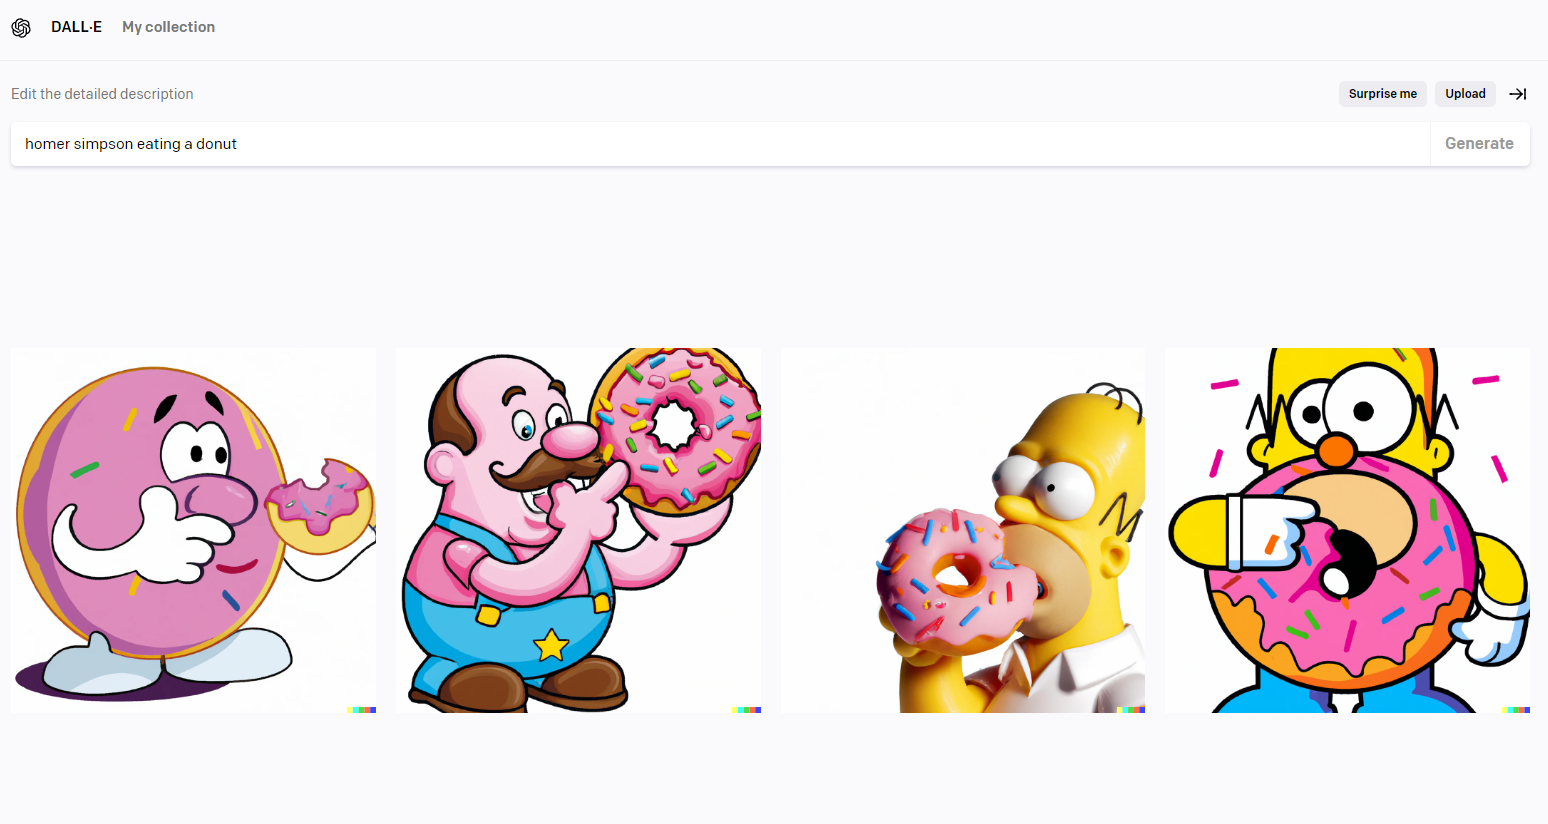 DALL·E My collection
Edit the detailed description Surprise me Upload
homer simpson eating a donut Generate